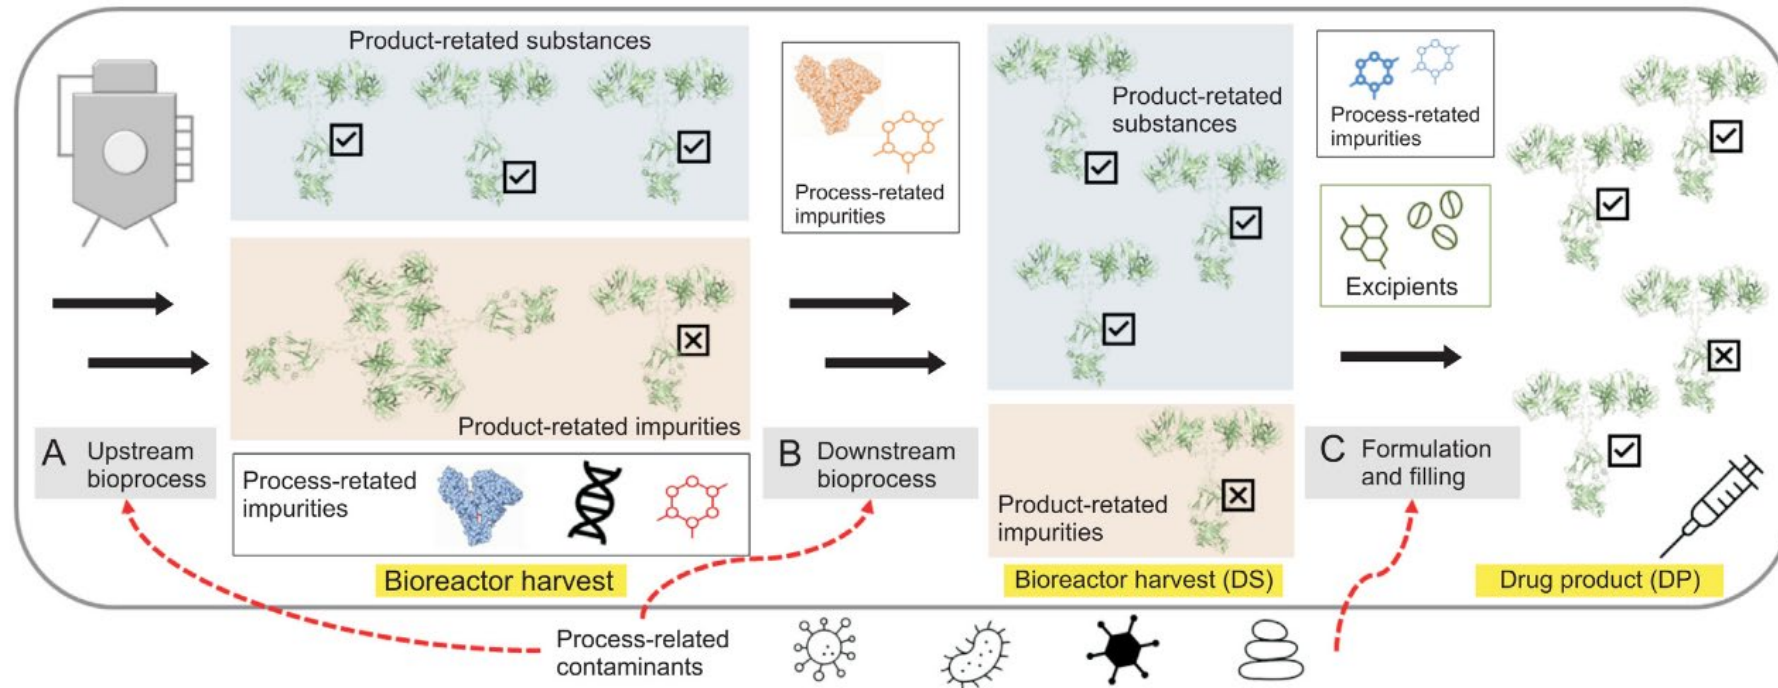 Product-retated substances
Product-retated impurities
A Upstream
bioprocess
Process-retated
impurities
Bioreactor harvest
Process-retated
impurities
B Downstream
bioprocess
Product-retated
substances
Product-retated
impurities
Bioreactor harvest (DS)
Process-retated
impurities
Excipients
C Formulation
and filling
Drug product (DP)
Process-related
contaminants